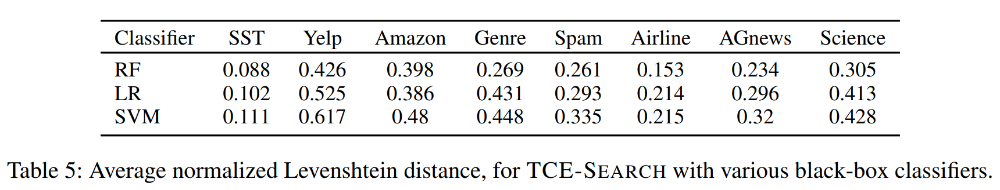 Classifier SST Yelp Amazon Genre Spam Airline AGnews Science
RF 0.088 0.426 0.398 0.269 0.261 0.153 0.234 0.305
LR 0.102 0.525 0.386 0.431 0.293 0.214 0.296 0.413
SVM 0.111 0.617 0.48 0.448 0.335 0.215 0.32 0.428
Table 5: Average normalized Levenshtein distance, for TCE-SEARCH with various black-box classifiers.